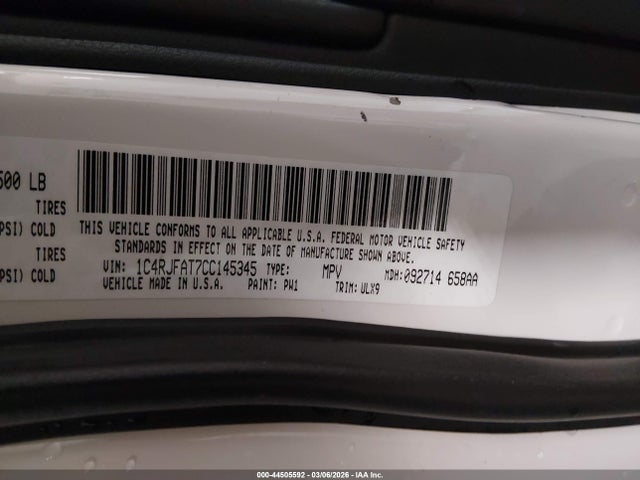 500 LB
TIRES
PSI) COLD
TIRES
PSI) COLD
THIS VEHICLE CONFORMS TO ALL APPLICABLE U.S.A. FEDERAL MOTOR VEHICLE SAFETY
STANDARDS IN EFFECT ON THE DATE OF MANUFACTURE SHOWN ABOVE.
VIN: 1C4RJFAT7CC145345 TYPE: MPV MDH:092714 658AA
VEHICLE MADE IN U.S.A. PAINT: PW1 TRIM: ULX9
000-44505592 | 03/06/2026 | IAA Inc.